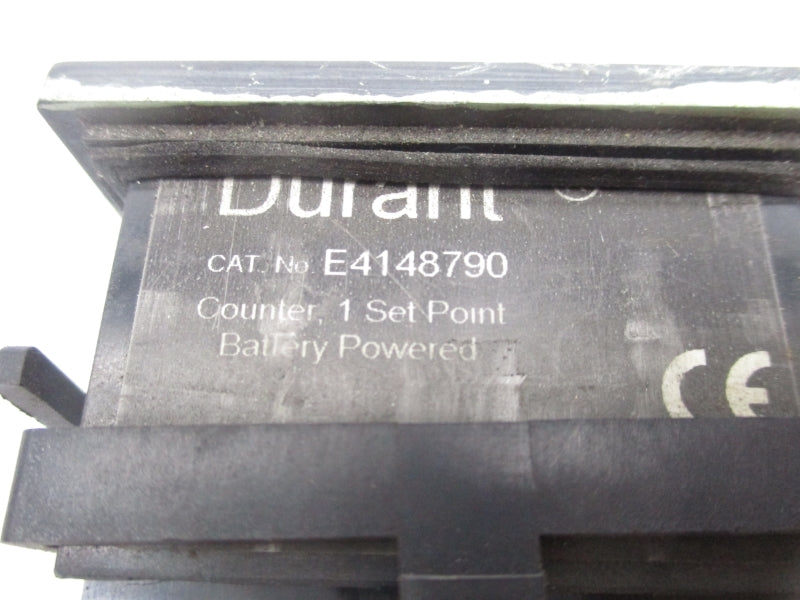 Durant
CAT. No. E4148790
Counter, 1 Set Point
Battery Powered
CE